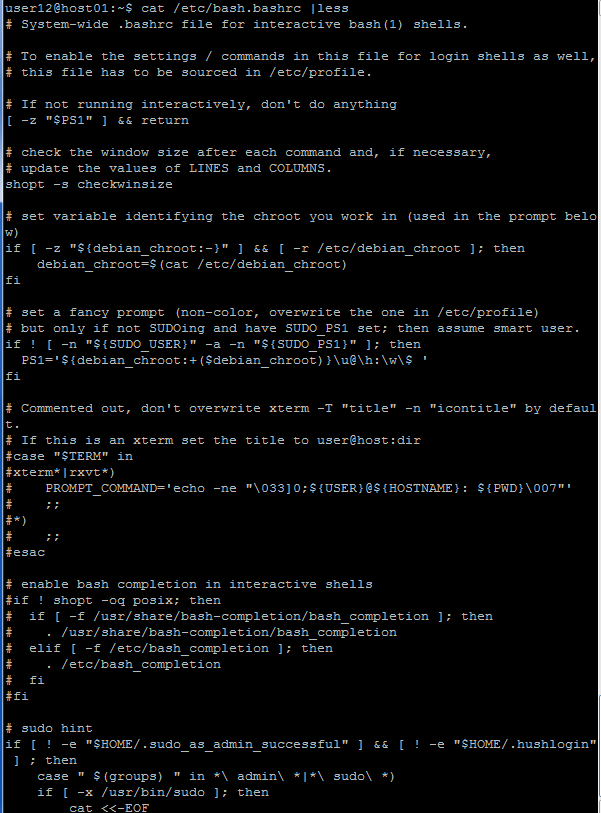 user12@host01:~$ cat /etc/bash.bashrc |less
# System-wide .bashrc file for interactive bash(1) shells.

# To enable the settings / commands in this file for login shells as well,
# this file has to be sourced in /etc/profile.

# If not running interactively, don't do anything
[ -z "$PS1" ] && return

# check the window size after each command and, if necessary,
# update the values of LINES and COLUMNS.
shopt -s checkwinsize

# set variable identifying the chroot you work in (used in the prompt belo
w)
if [ -z "${debian_chroot:-}" ] && [ -r /etc/debian_chroot ]; then
    debian_chroot=$(cat /etc/debian_chroot)
fi

# set a fancy prompt (non-color, overwrite the one in /etc/profile)
# but only if not SUDOing and have SUDO_PS1 set; then assume smart user.
if ! [ -n "${SUDO_USER}" -a -n "${SUDO_PS1}" ]; then
  PS1='${debian_chroot:+($debian_chroot)}\u@\h:\w\$ '
fi

# Commented out, don't overwrite xterm -T "title" -n "icontitle" by defaul
t.
# If this is an xterm set the title to user@host:dir
#case "$TERM" in
#xterm*|rxvt*)
#    PROMPT_COMMAND='echo -ne "\033]0;${USER}@${HOSTNAME}: ${PWD}\007"'
#    ;;
#*)
#    ;;
#esac

# enable bash completion in interactive shells
#if ! shopt -oq posix; then
#  if [ -f /usr/share/bash-completion/bash_completion ]; then
#    . /usr/share/bash-completion/bash_completion
#  elif [ -f /etc/bash_completion ]; then
#    . /etc/bash_completion
#  fi
#fi

# sudo hint
if [ ! -e "$HOME/.sudo_as_admin_successful" ] && [ ! -e "$HOME/.hushlogin"
 ] ; then
    case " $(groups) " in *\ admin\ *|*\ sudo\ *)
    if [ -x /usr/bin/sudo ]; then
        cat <<-EOF